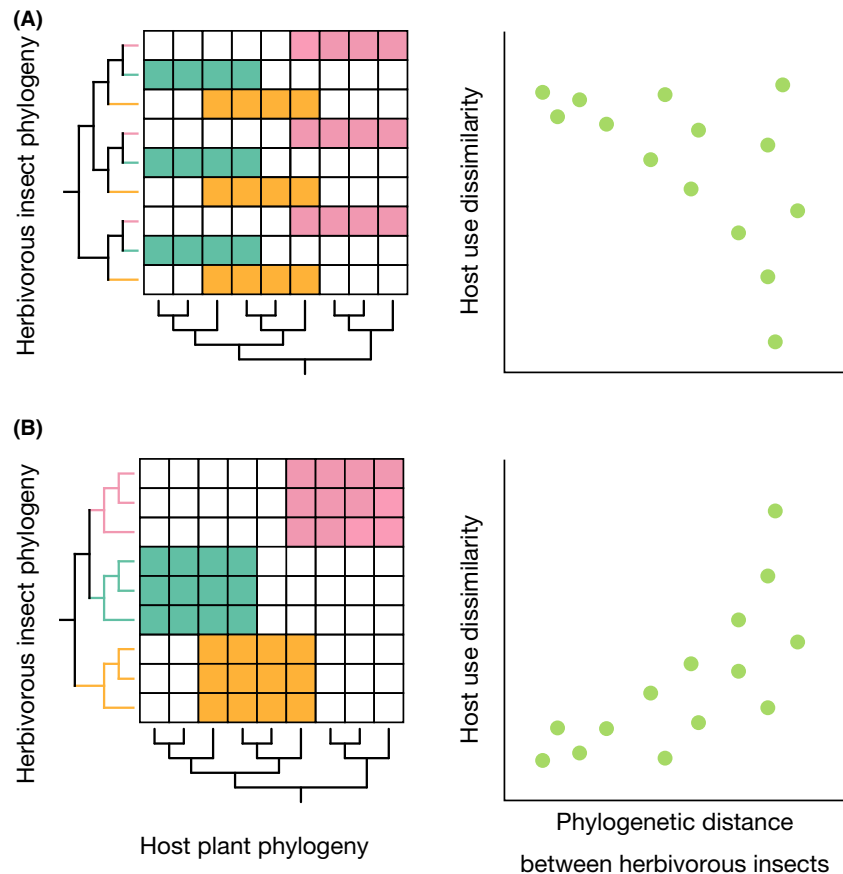 (A)
Herbivorous insect phylogeny
Host use dissimilarity
(B)
Herbivorous insect phylogeny
Host use dissimilarity
Host plant phylogeny
Phylogenetic distance
between herbivorous insects